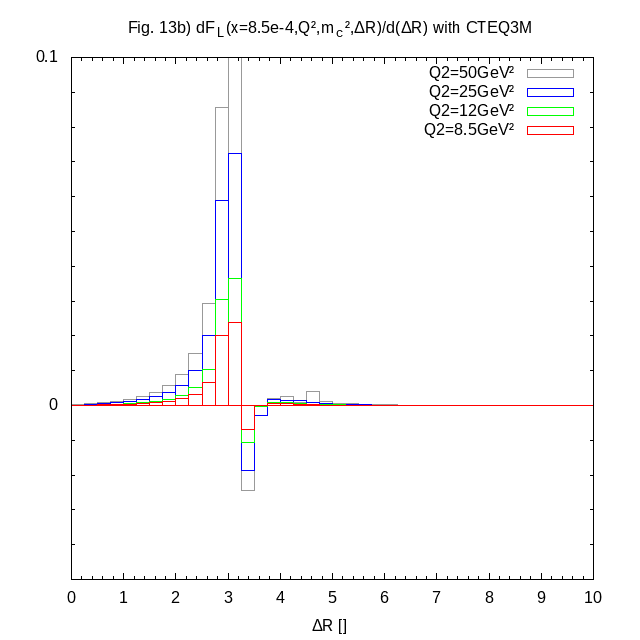 Fig. 13b) dF_L(x=8.5e-4,Q²,m_c²,ΔR)/d(ΔR) with CTEQ3M
0.1
Q2=50GeV²
Q2=25GeV²
Q2=12GeV²
Q2=8.5GeV²
0
0 1 2 3 4 5 6 7 8 9 10
ΔR []